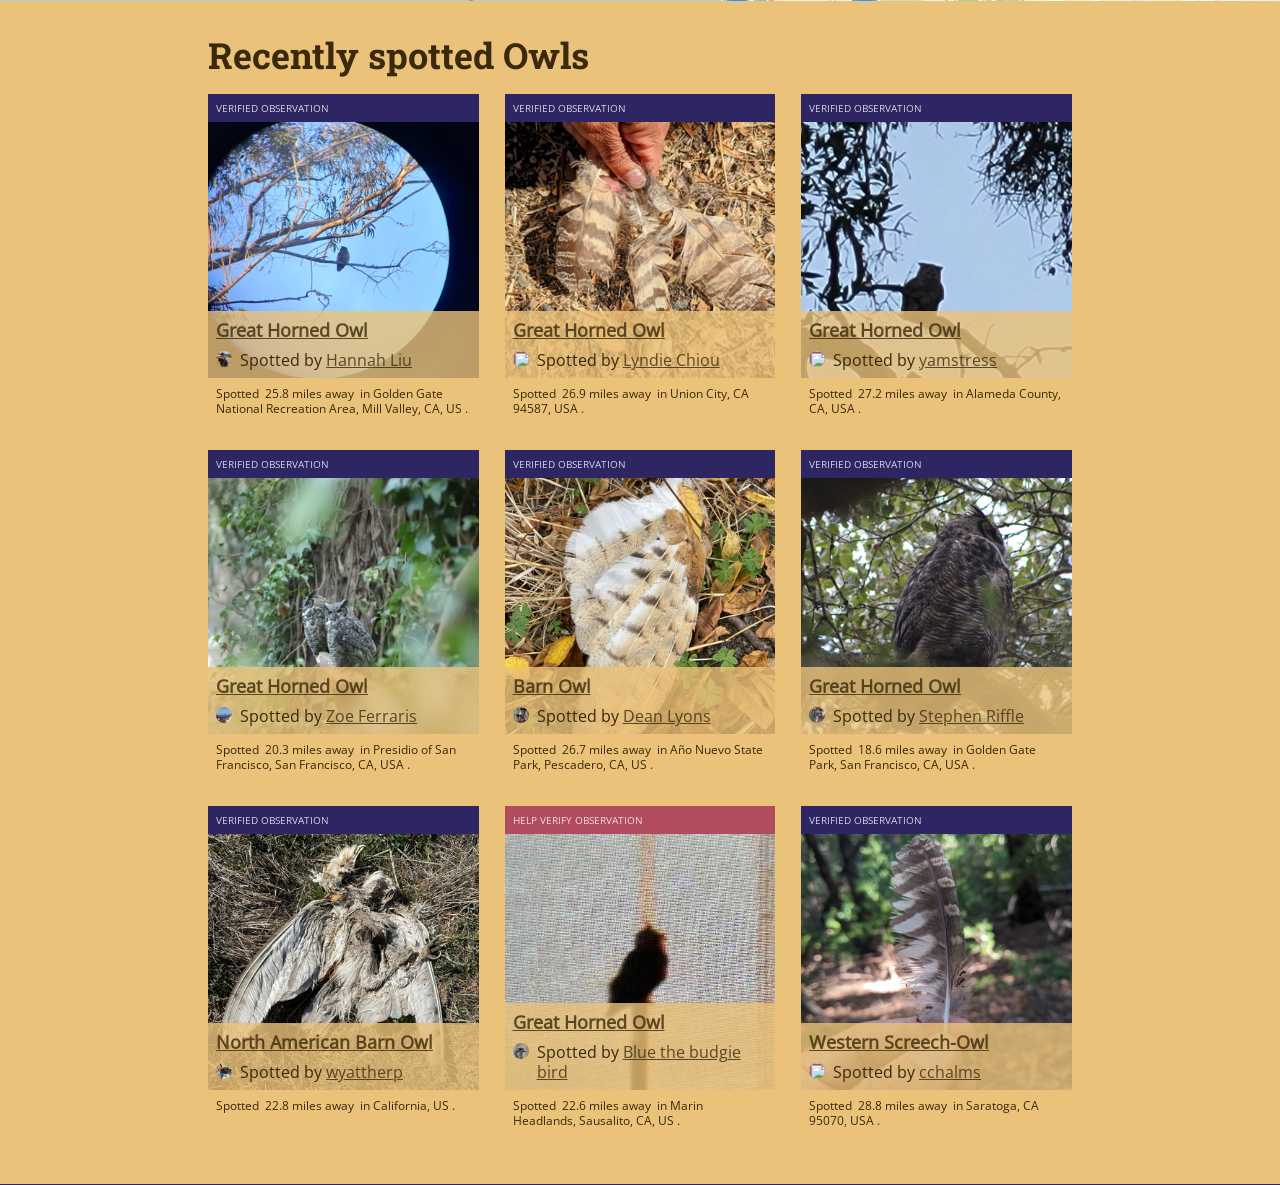 Recently spotted Owls
VERIFIED OBSERVATION
Great Horned Owl
Spotted by Hannah Liu
Spotted 25.8 miles away in Golden Gate
National Recreation Area, Mill Valley, CA, US .
VERIFIED OBSERVATION
Great Horned Owl
Spotted by Lyndie Chiou
Spotted 26.9 miles away in Union City, CA
94587, USA .
VERIFIED OBSERVATION
Great Horned Owl
Spotted by yamstress
Spotted 27.2 miles away in Alameda County,
CA, USA .
VERIFIED OBSERVATION
Great Horned Owl
Spotted by Zoe Ferraris
Spotted 20.3 miles away in Presidio of San
Francisco, San Francisco, CA, USA .
VERIFIED OBSERVATION
Barn Owl
Spotted by Dean Lyons
Spotted 26.7 miles away in Año Nuevo State
Park, Pescadero, CA, US .
VERIFIED OBSERVATION
Great Horned Owl
Spotted by Stephen Riffle
Spotted 18.6 miles away in Golden Gate
Park, San Francisco, CA, USA .
VERIFIED OBSERVATION
North American Barn Owl
Spotted by wyattherp
Spotted 22.8 miles away in California, US .
HELP VERIFY OBSERVATION
Great Horned Owl
Spotted by Blue the budgie
bird
Spotted 22.6 miles away in Marin
Headlands, Sausalito, CA, US .
VERIFIED OBSERVATION
Western Screech-Owl
Spotted by cchalms
Spotted 28.8 miles away in Saratoga, CA
95070, USA .